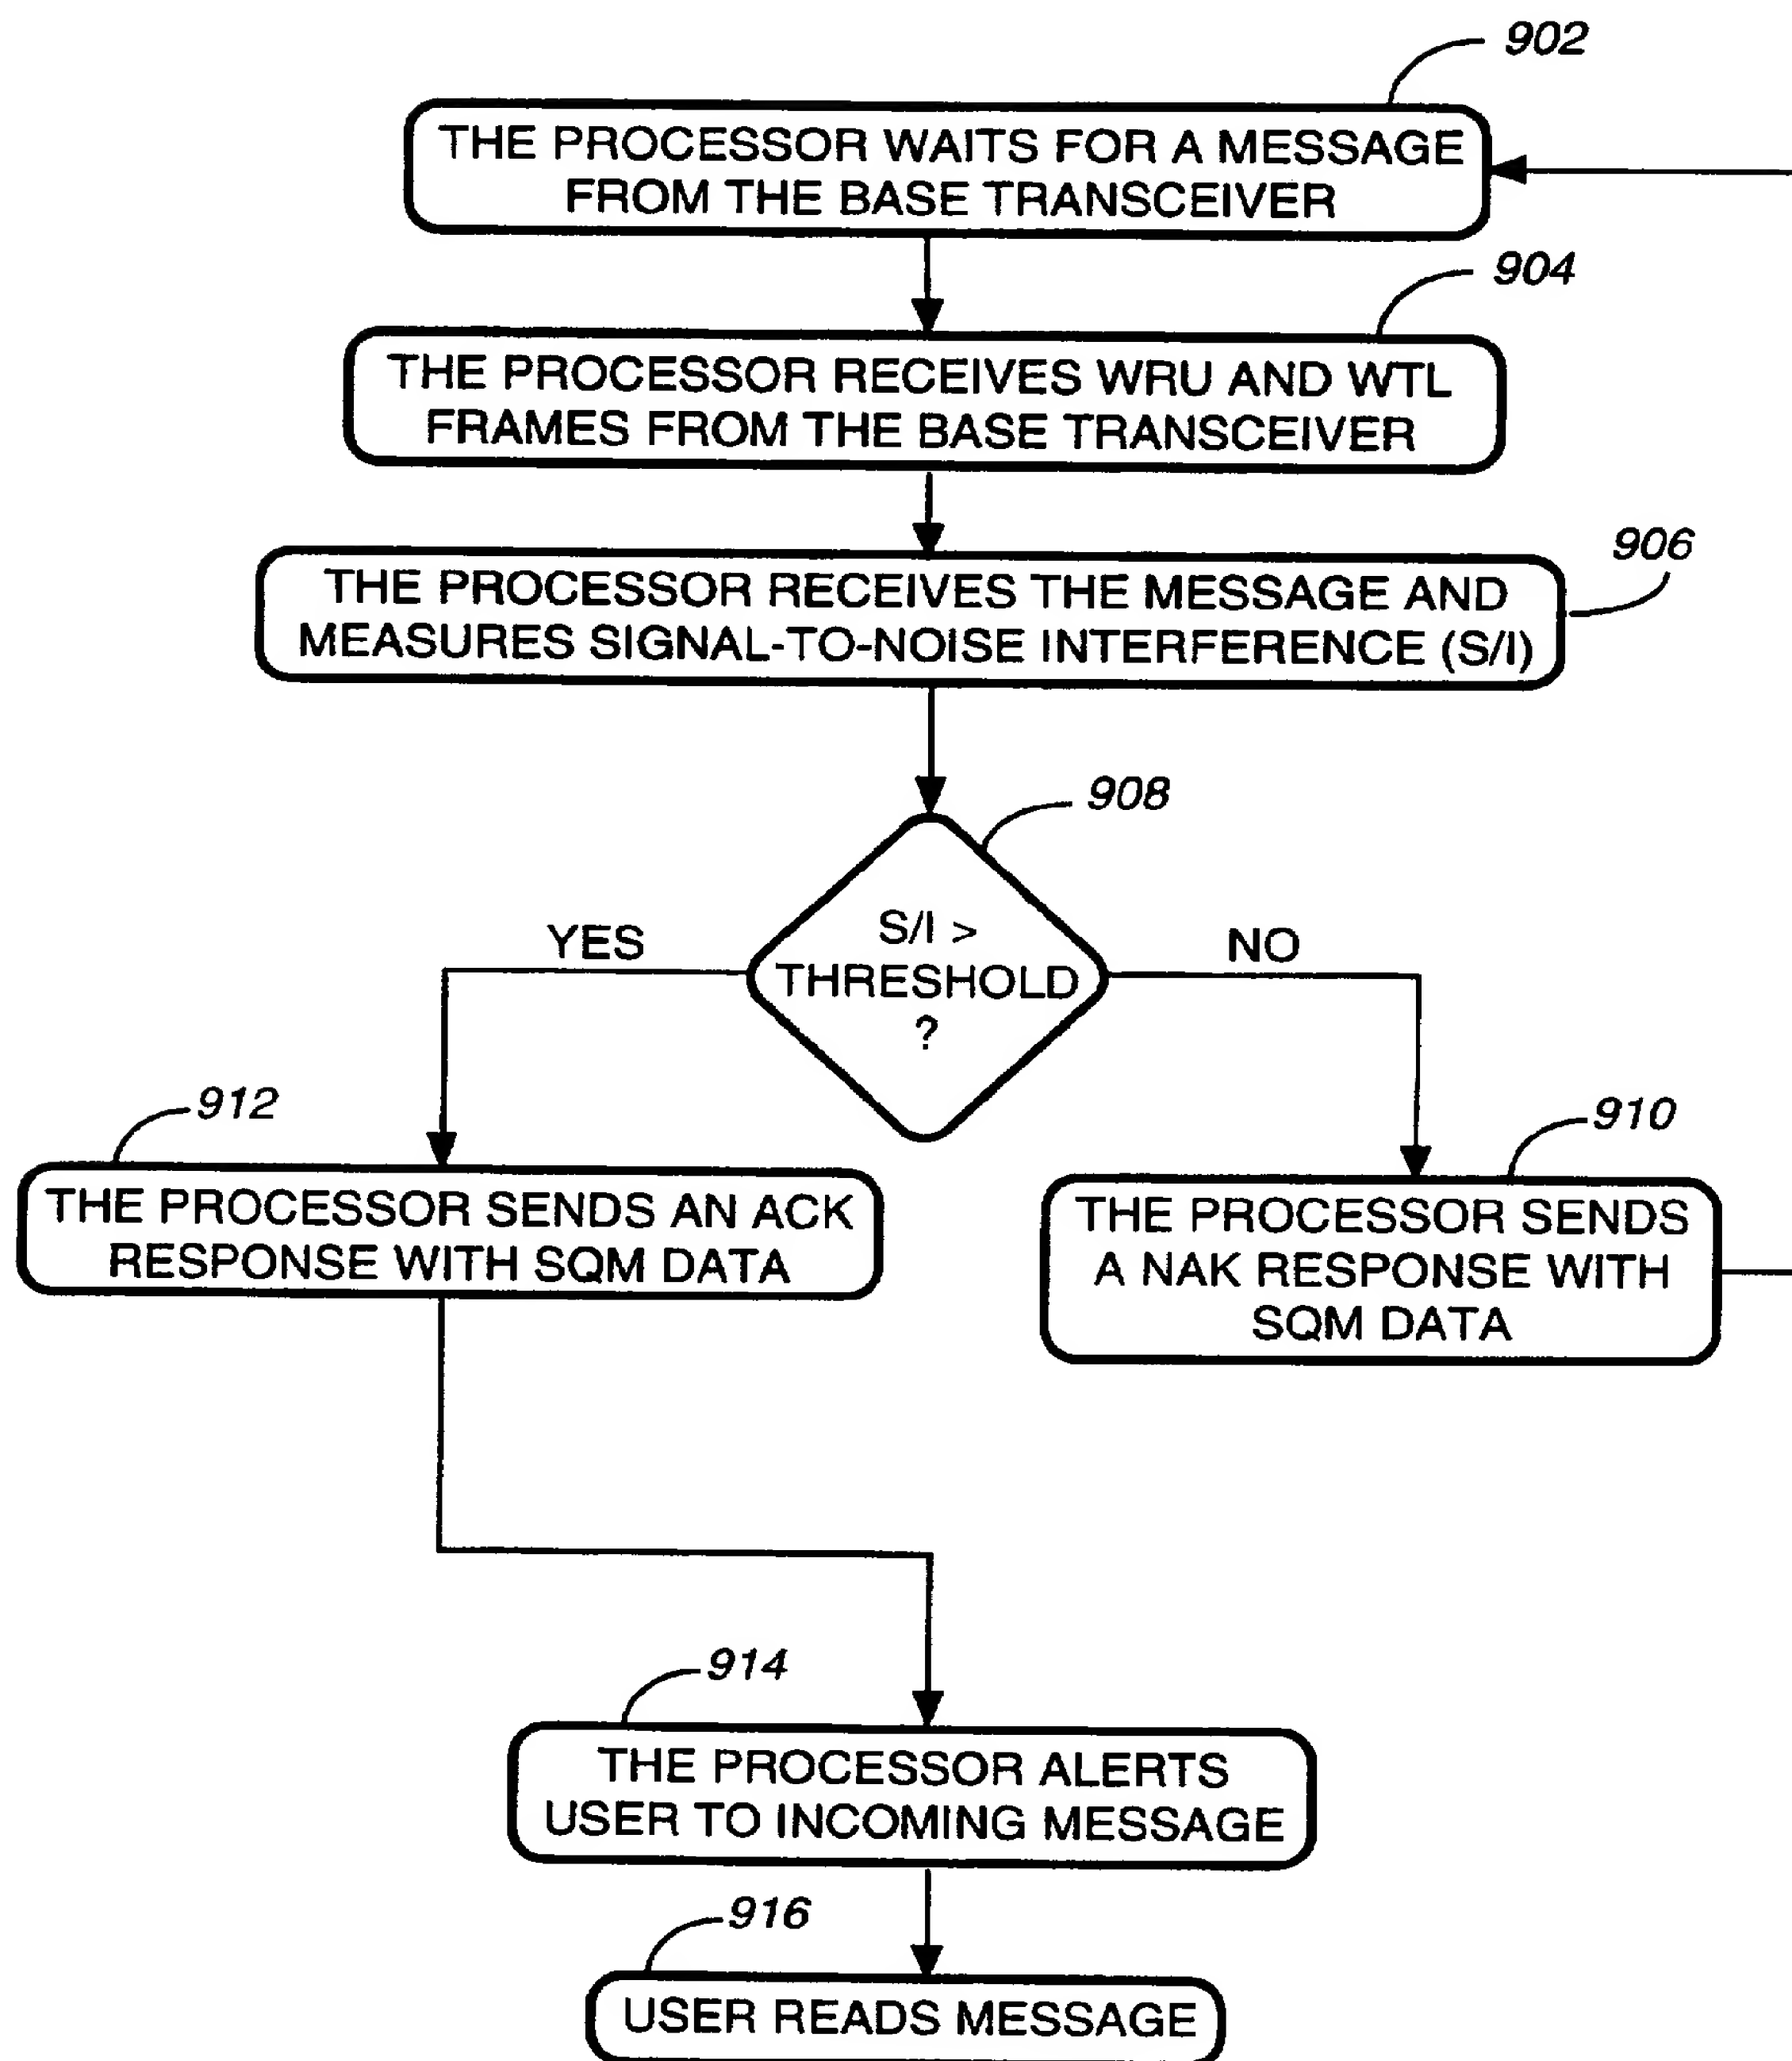 902
THE PROCESSOR WAITS FOR A MESSAGE
FROM THE BASE TRANSCEIVER
904
THE PROCESSOR RECEIVES WRU AND WTL
FRAMES FROM THE BASE TRANSCEIVER
906
THE PROCESSOR RECEIVES THE MESSAGE AND
MEASURES SIGNAL-TO-NOISE INTERFERENCE (S/I)
908
S/I >
THRESHOLD
?
YES
NO
912
THE PROCESSOR SENDS AN ACK
RESPONSE WITH SQM DATA
910
THE PROCESSOR SENDS
A NAK RESPONSE WITH
SQM DATA
914
THE PROCESSOR ALERTS
USER TO INCOMING MESSAGE
916
USER READS MESSAGE